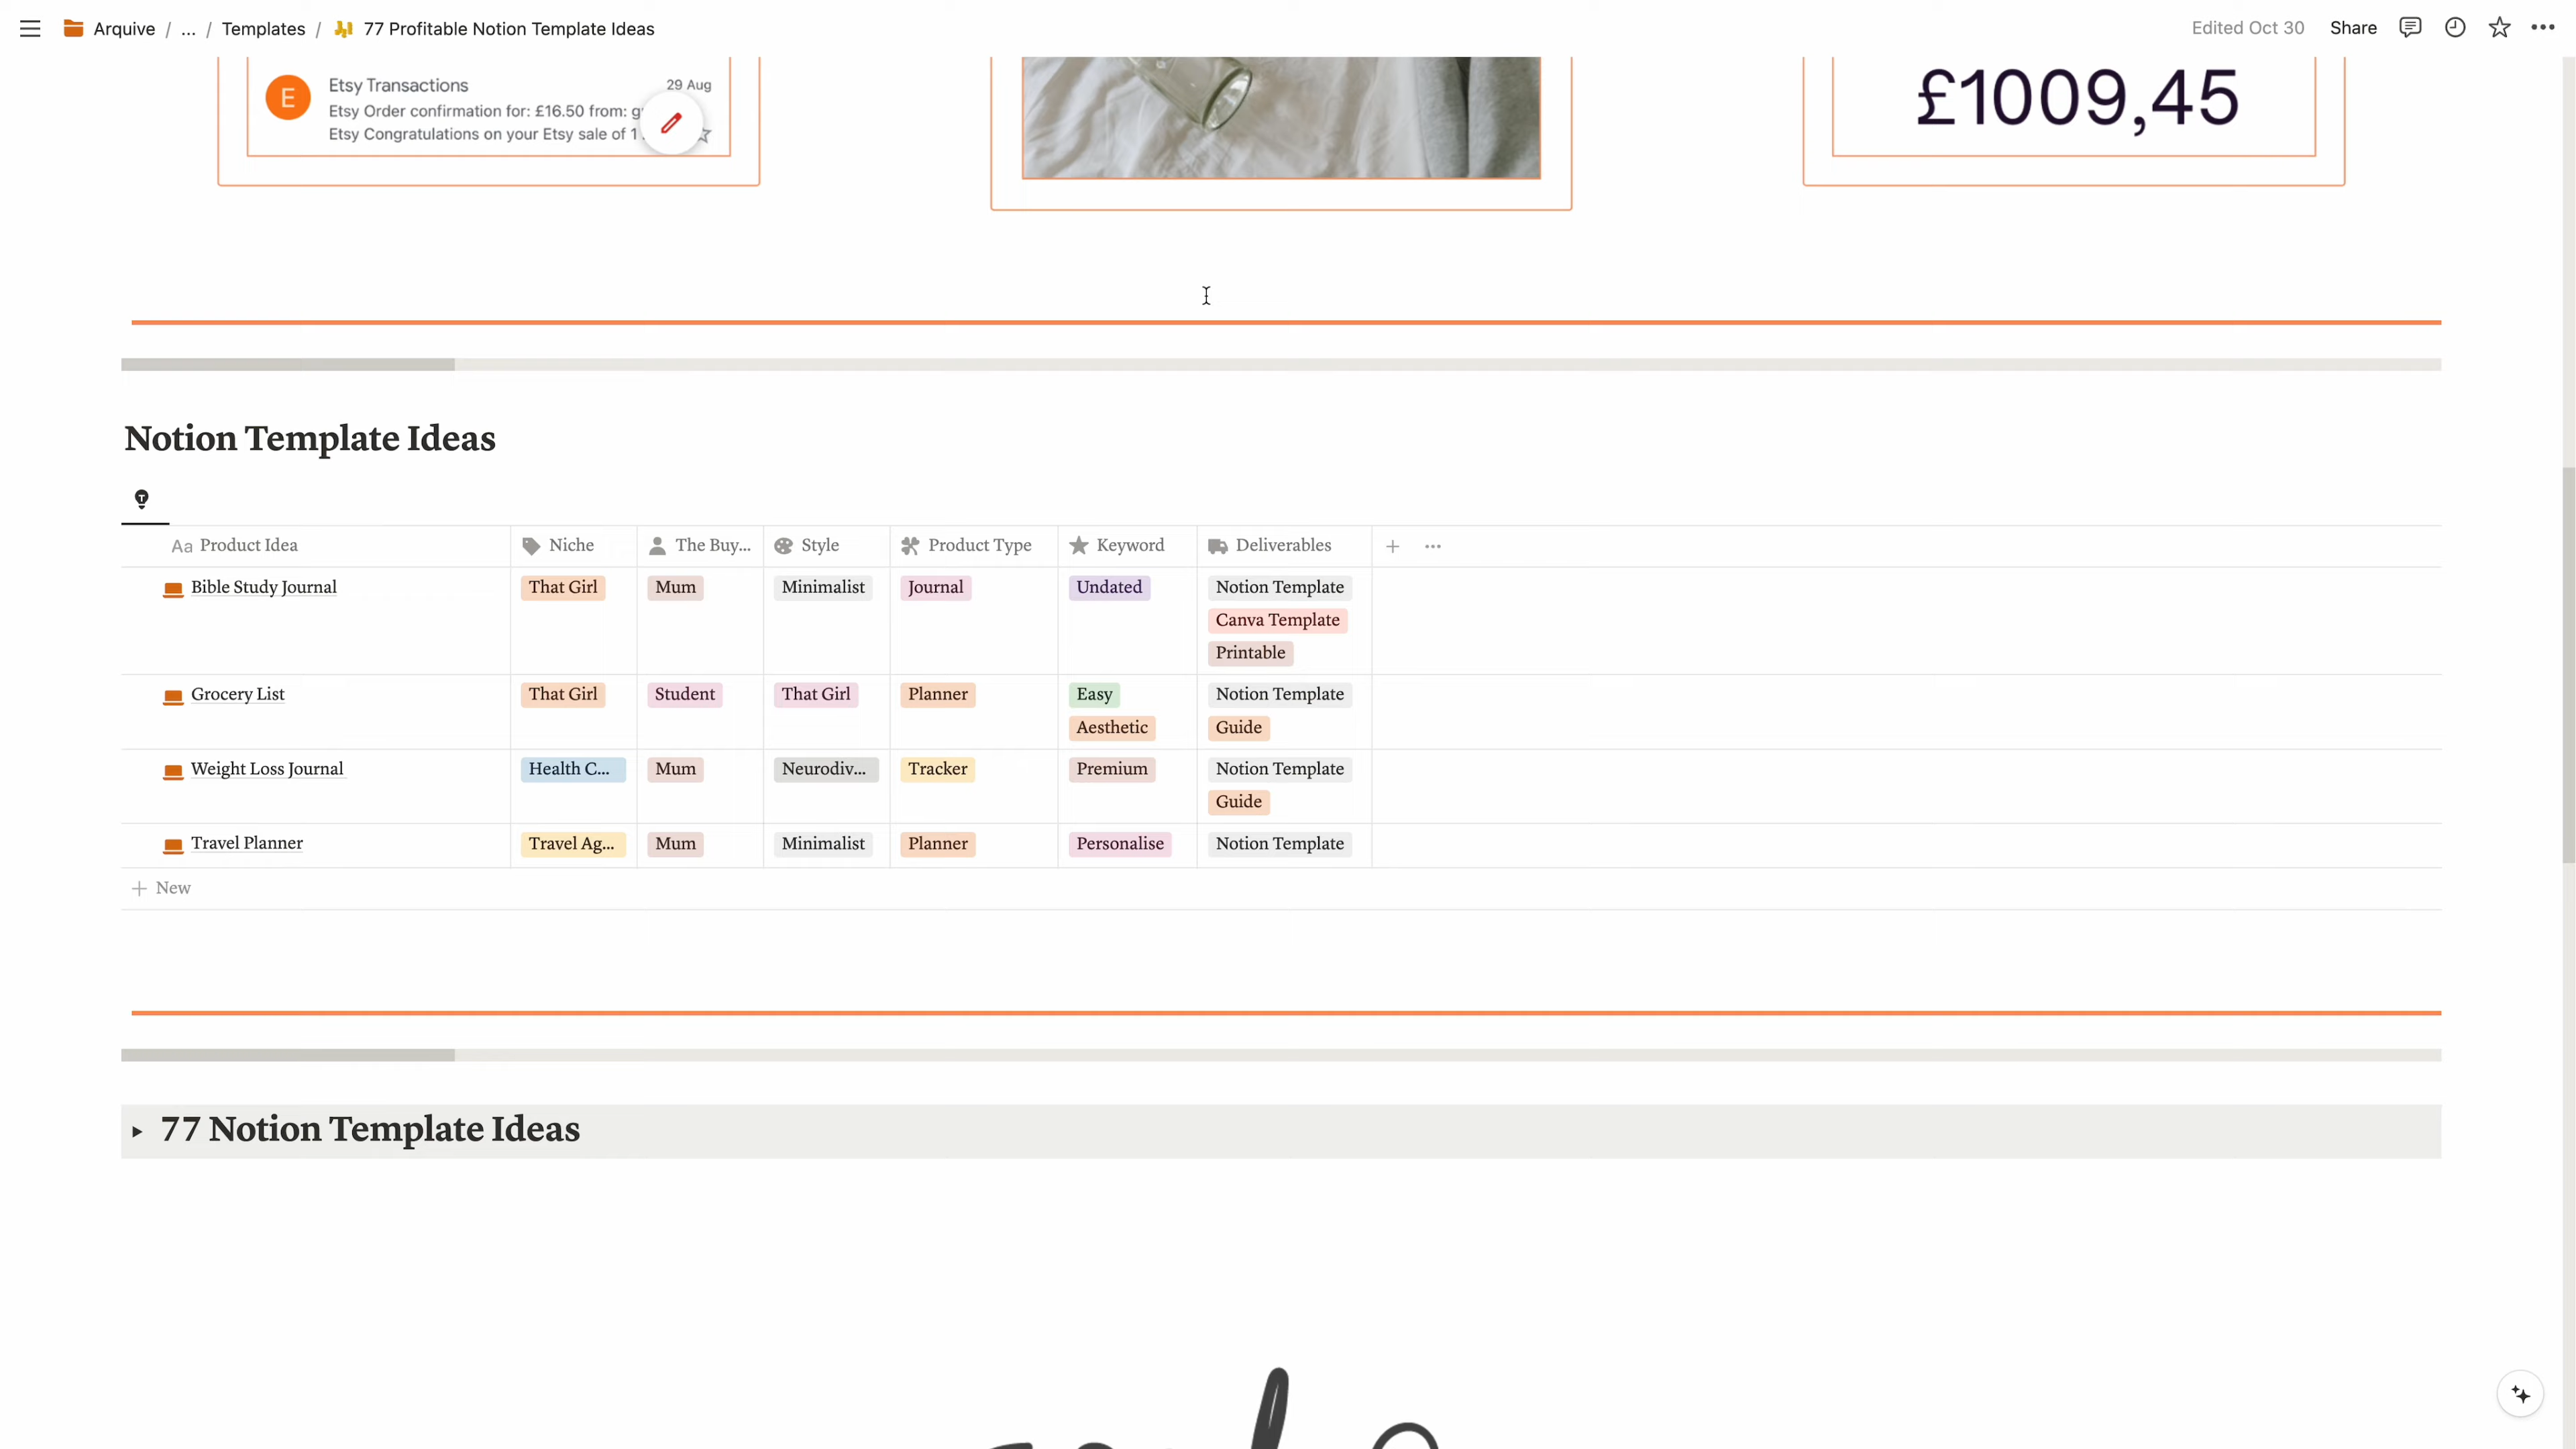 Arquive / ... / Templates / 77 Profitable Notion Template Ideas
Edited Oct 30 Share
Etsy Transactions 29 Aug
Etsy Order confirmation for: £16.50 from:
Etsy Congratulations on your Etsy sale of 1
E
£1009,45
Notion Template Ideas
Aa Product Idea Niche The Buy... Style Product Type Keyword Deliverables
Bible Study Journal That Girl Mum Minimalist Journal Undated Notion Template
Canva Template
Printable
Grocery List That Girl Student That Girl Planner Easy Notion Template
Aesthetic Guide
Weight Loss Journal Health C... Mum Neurodiv... Tracker Premium Notion Template
Guide
Travel Planner Travel Ag... Mum Minimalist Planner Personalise Notion Template
+ New
77 Notion Template Ideas